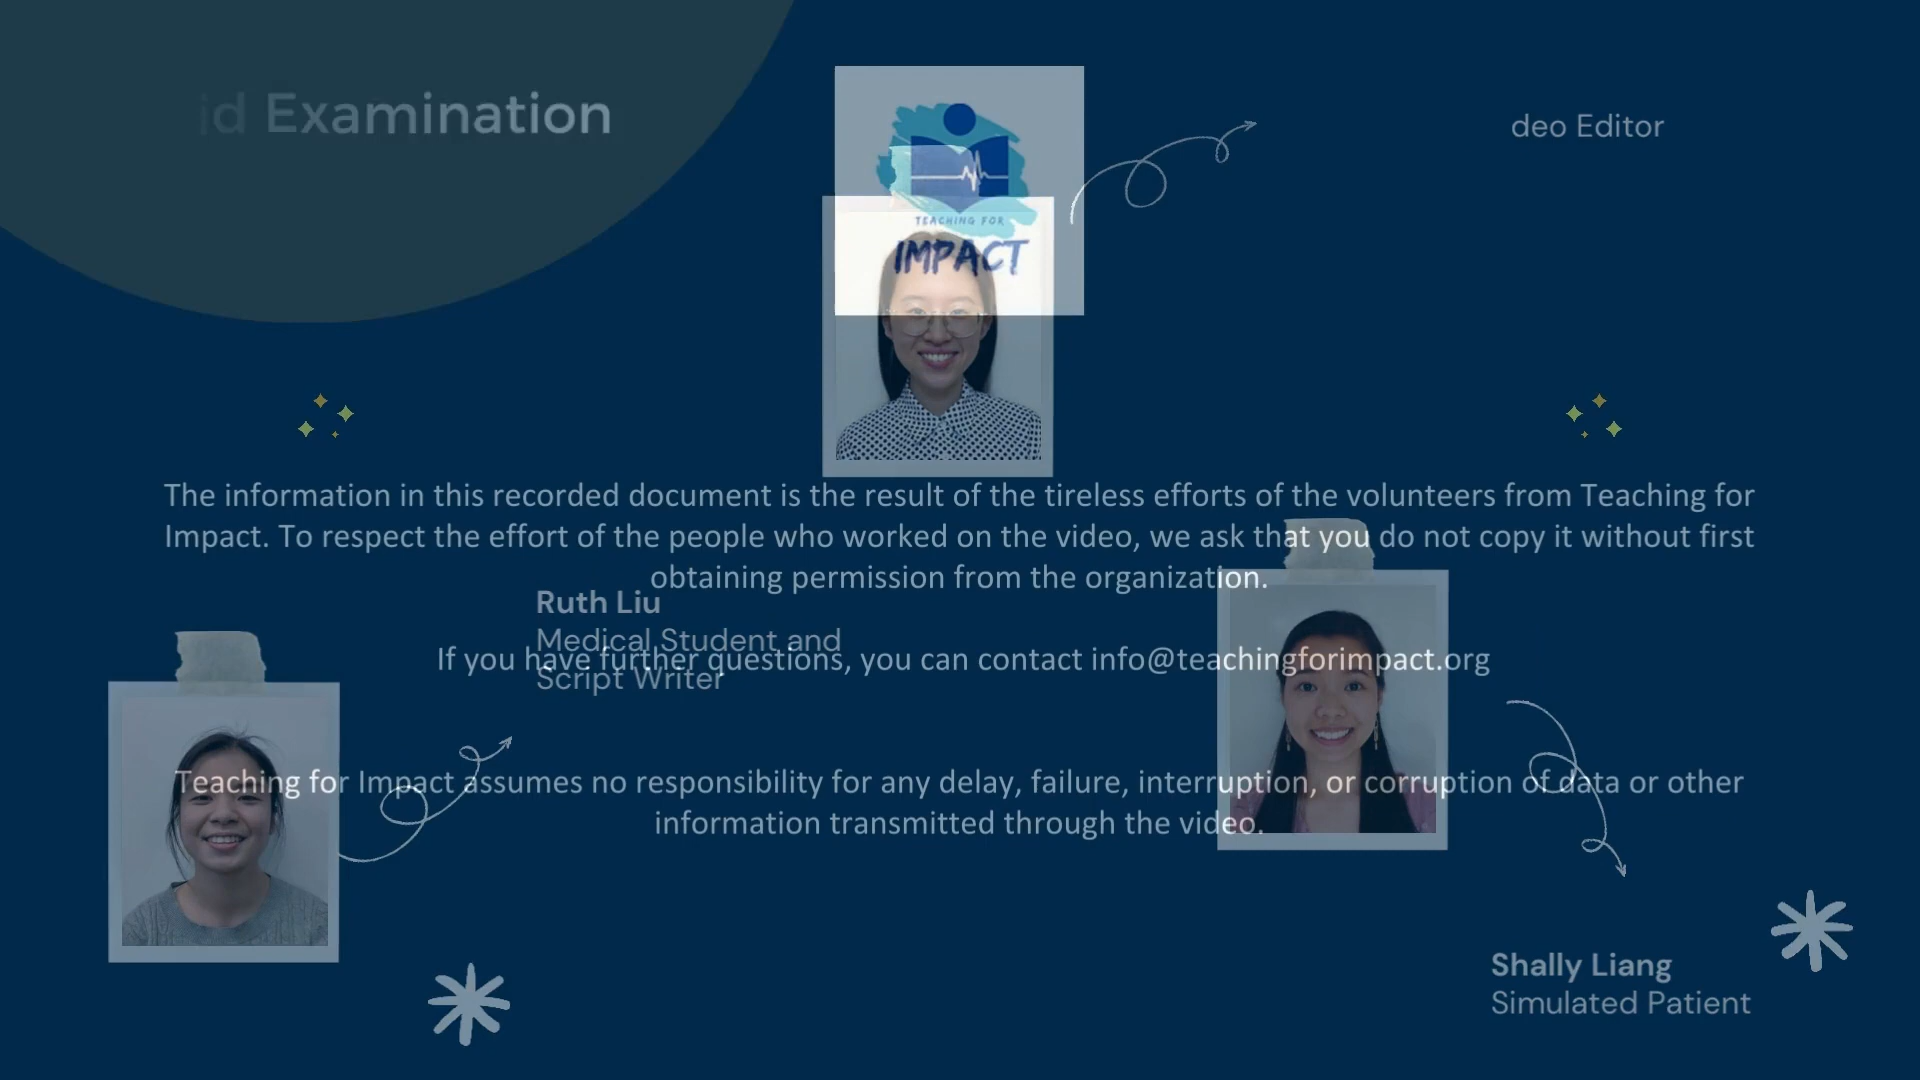 id Examination
deo Editor
TEACHING FOR
IMPACT
The information in this recorded document is the result of the tireless efforts of the volunteers from Teaching for
Impact. To respect the effort of the people who worked on the video, we ask that you do not copy it without first
obtaining permission from the organization.
Ruth Liu
Medical Student and
Script Writer
If you have further questions, you can contact info@teachingforimpact.org
Teaching for Impact assumes no responsibility for any delay, failure, interruption, or corruption of data or other
information transmitted through the video.
Shally Liang
Simulated Patient